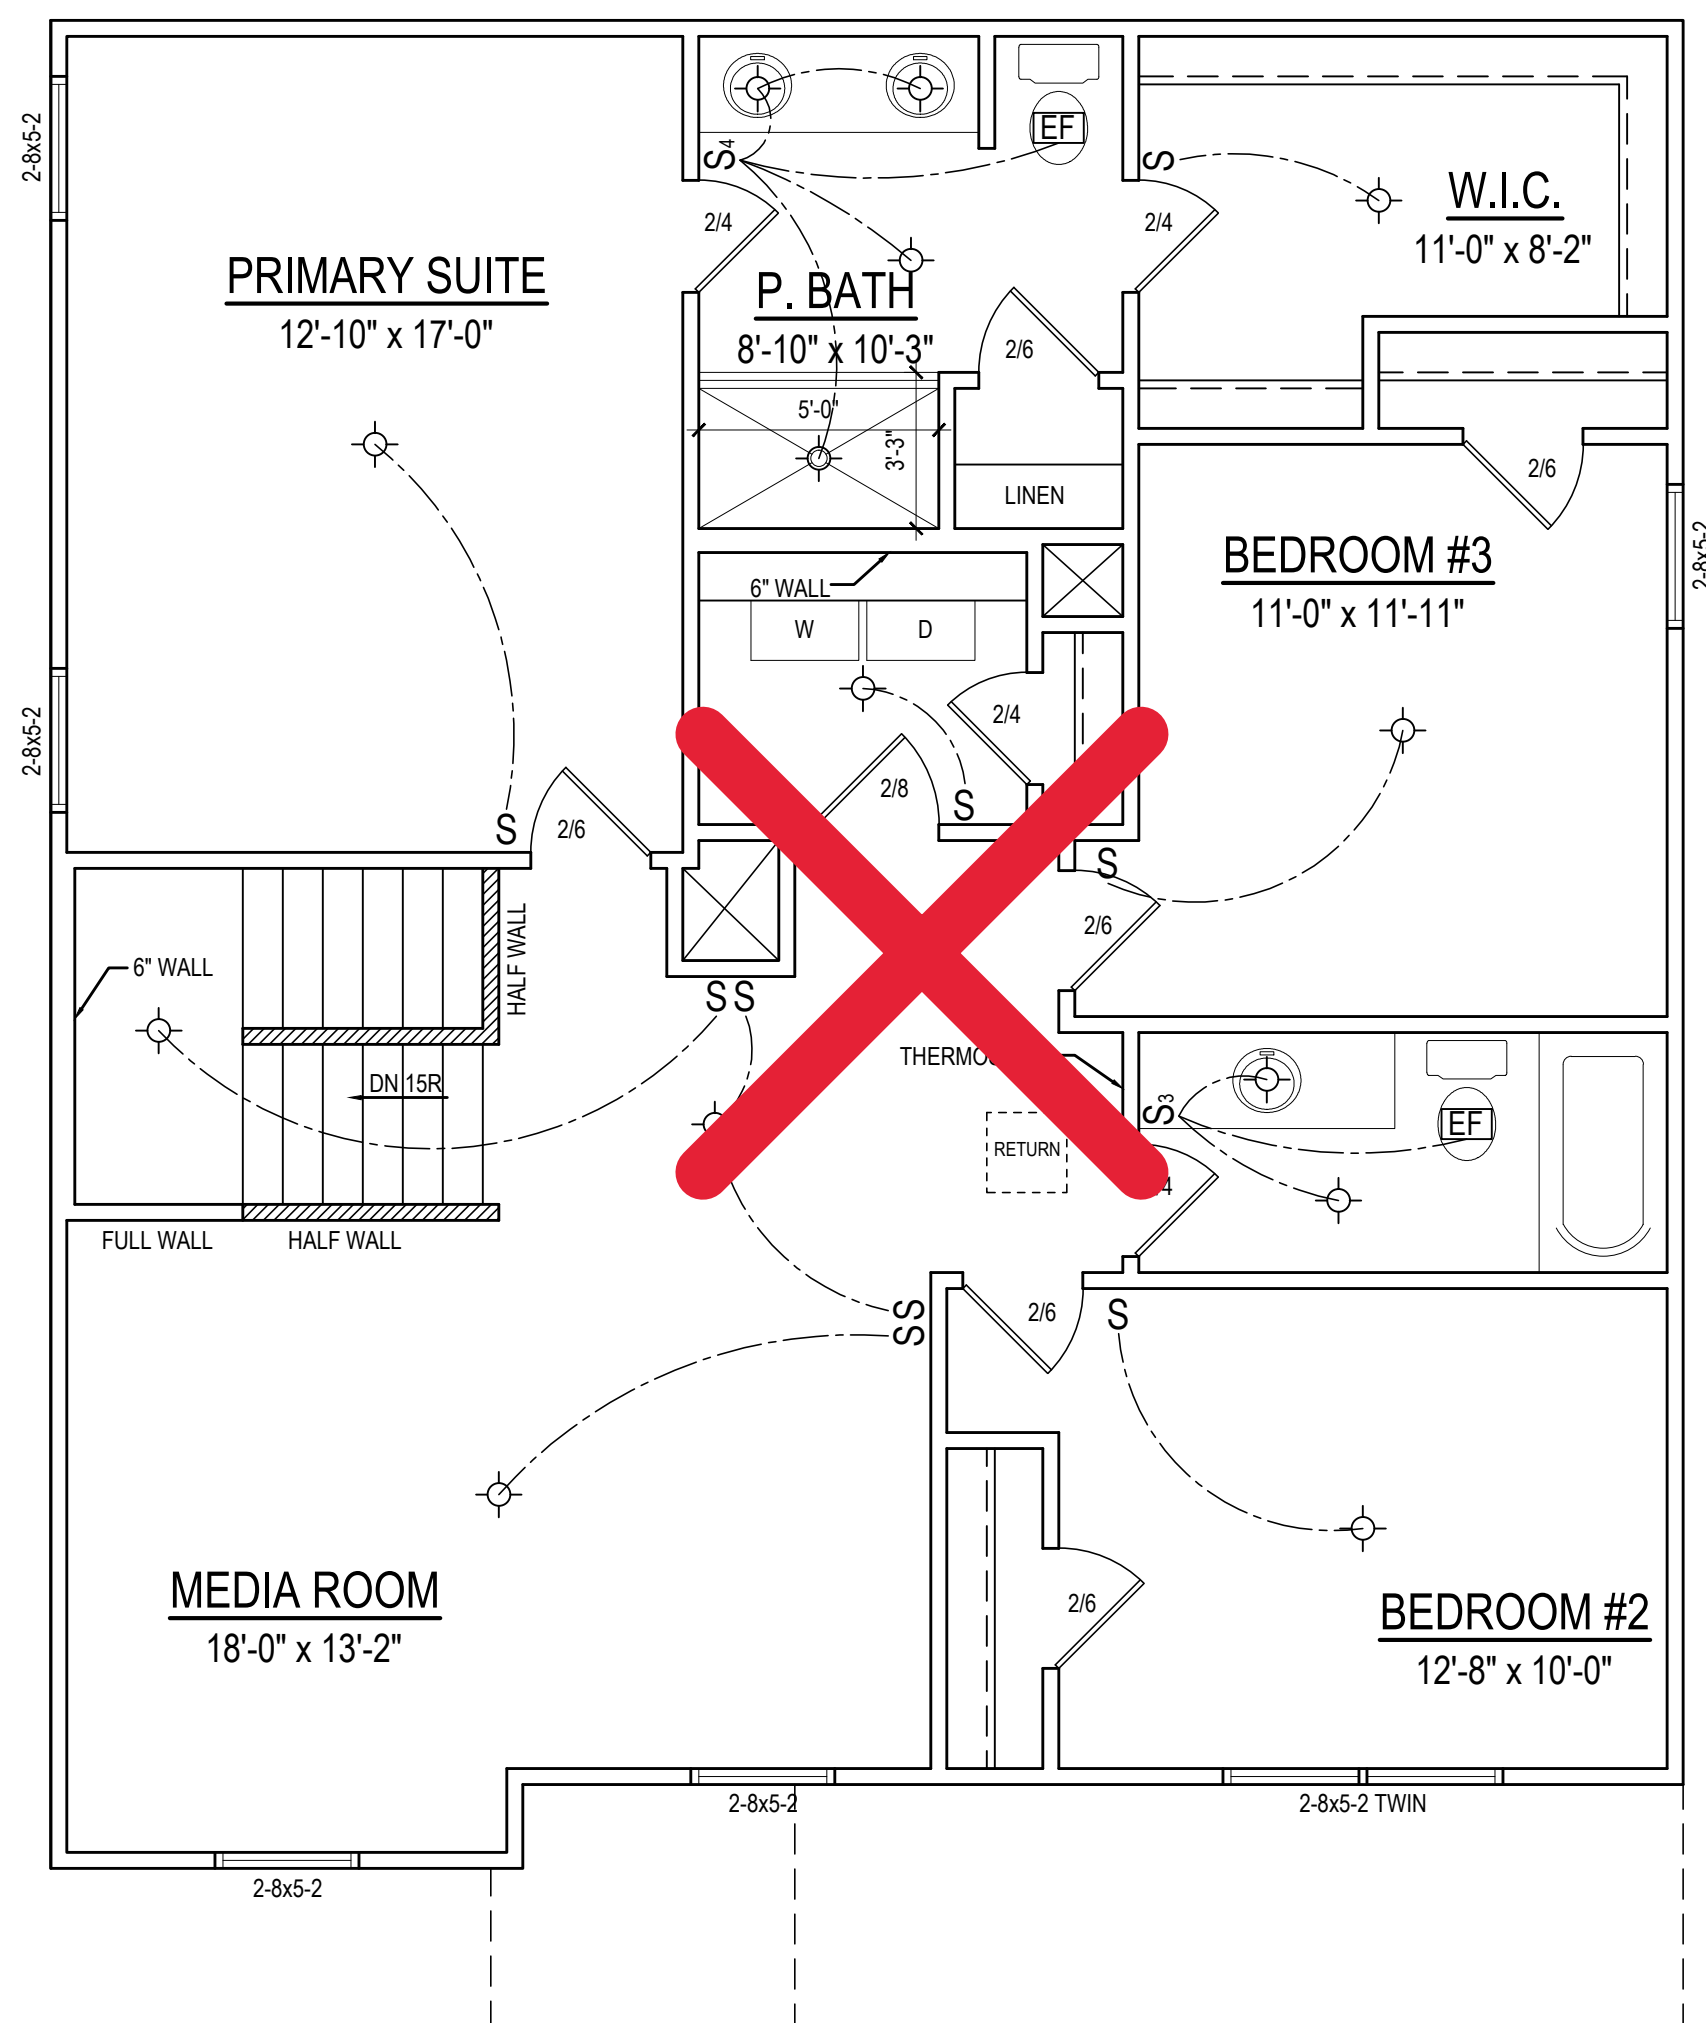 2-8x5-2
EF
S4
S
2/4
2/4
W.I.C.
11'-0" x 8'-2"
PRIMARY SUITE
12'-10" x 17'-0"
P. BATH
8'-10" x 10'-3"
2/6
5'-0"
3'-3"
LINEN
2/6
BEDROOM #3
11'-0" x 11'-11"
2-8x5-2
6" WALL
W
D
2-8x5-2
2/4
2/8
S
S
2/6
S
2/6
HALF WALL
6" WALL
SS
THERMO
DN 15R
S3
EF
RETURN
FULL WALL
HALF WALL
S
S
2/6
S
MEDIA ROOM
18'-0" x 13'-2"
2/6
BEDROOM #2
12'-8" x 10'-0"
2-8x5-2
2-8x5-2 TWIN
2-8x5-2